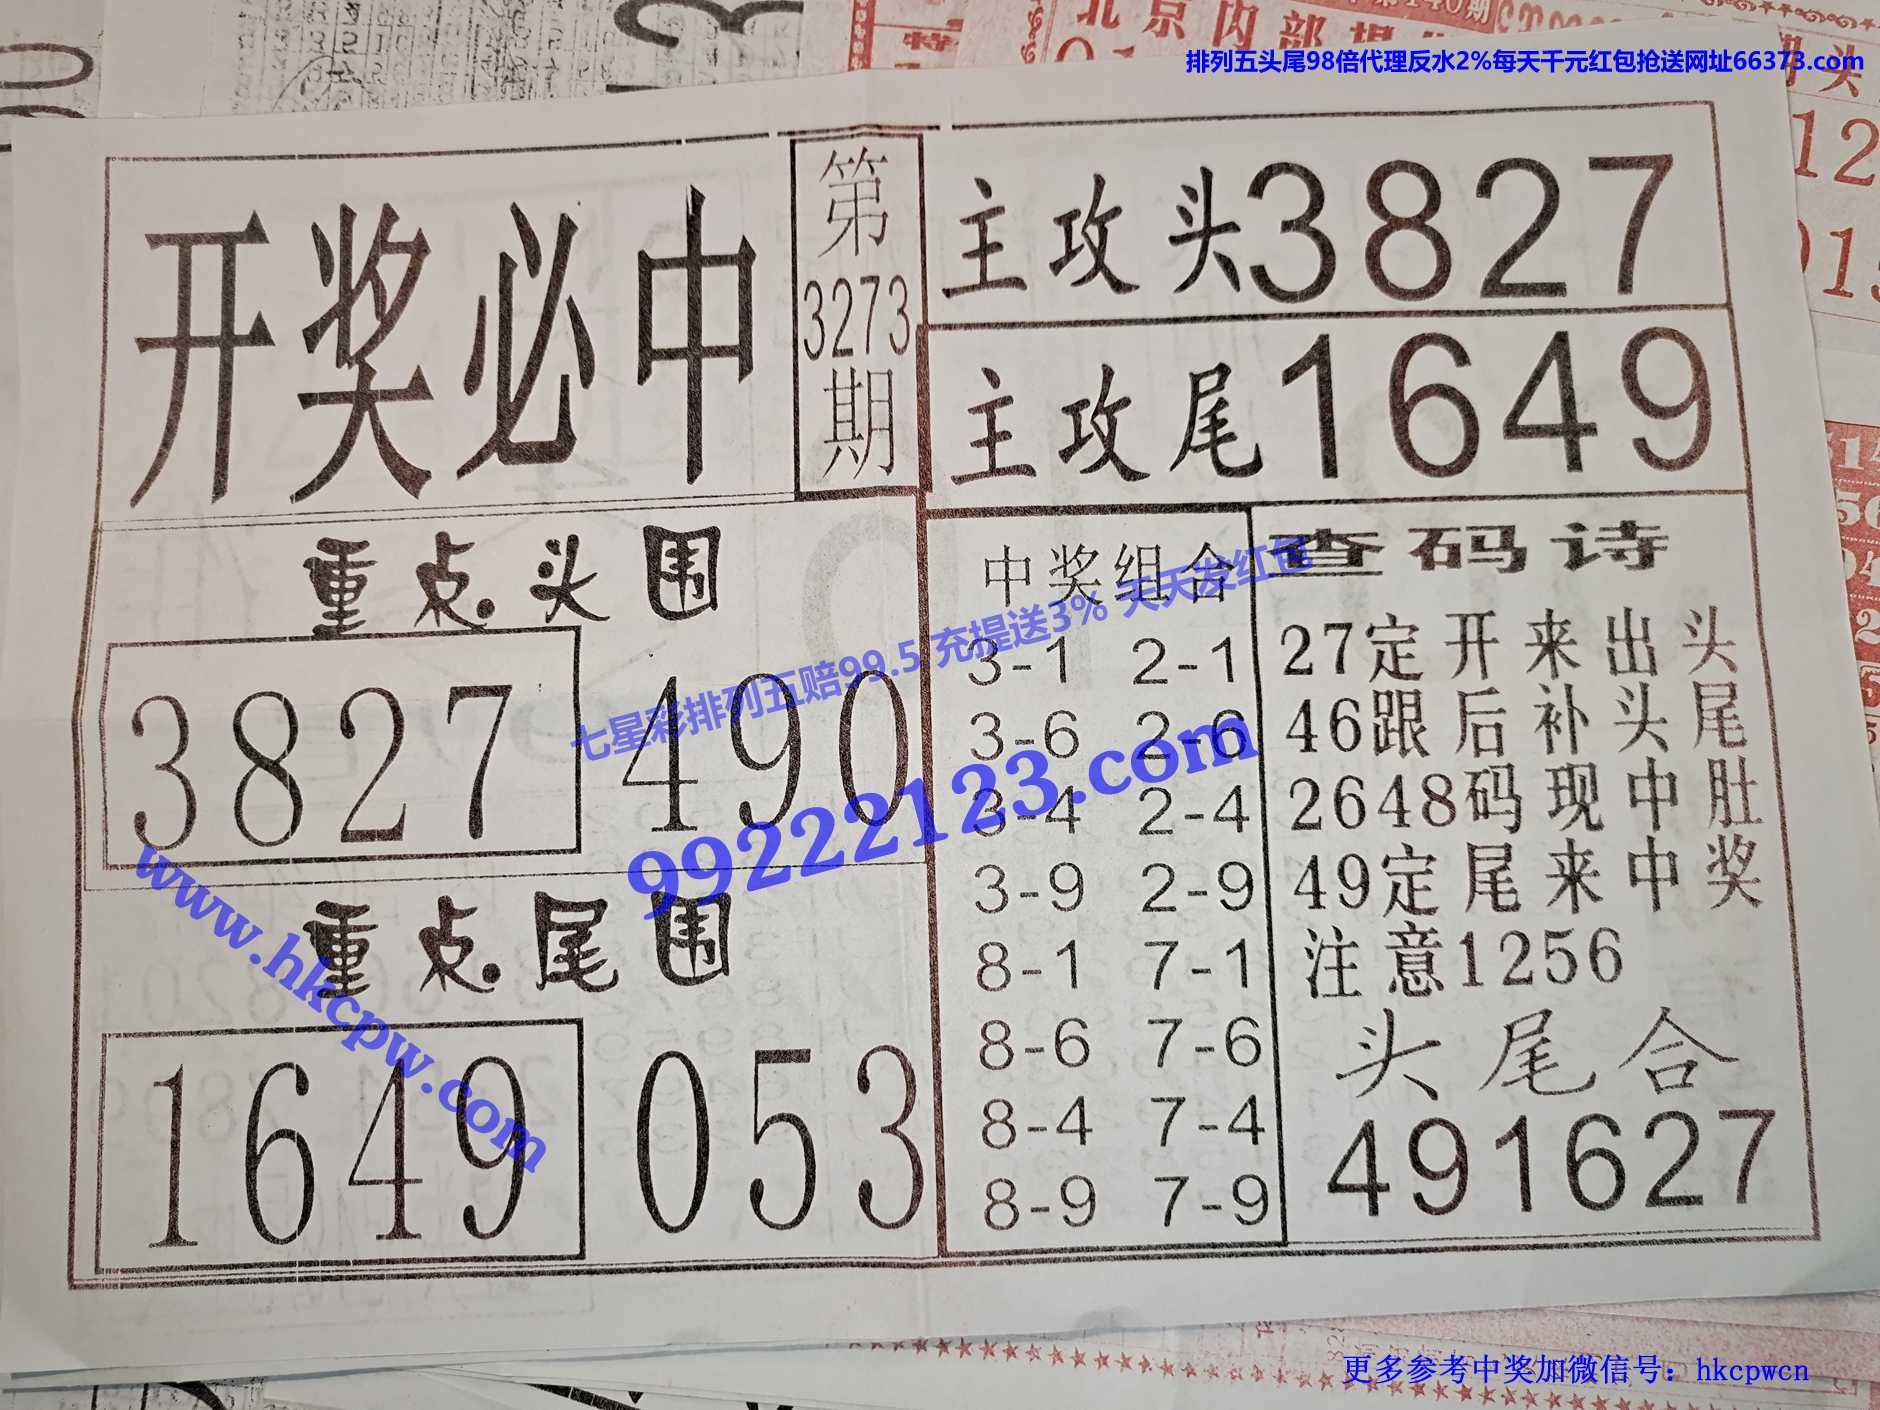 北京内部提
排列五头尾98倍代理反水2%每天千元红包抢送网址66373.com
开奖必中
第
3273
期
主攻头3827
主攻尾1649
重点头围
3827 490
重点尾围
1649 053
中奖组合
3-1 2-1
3-6 2-6
3-4 2-4
3-9 2-9
8-1 7-1
8-6 7-6
8-4 7-4
8-9 7-9
查码诗
27定开来出头
46跟后补头尾
2648码现中肚
49定尾来中奖
注意1256
头尾合
491627
七星彩排列五赔99.5 充提送3% 天天发红包
99222123.com
www.hkcpw.com
更多参考中奖加微信号：hkcpwcn